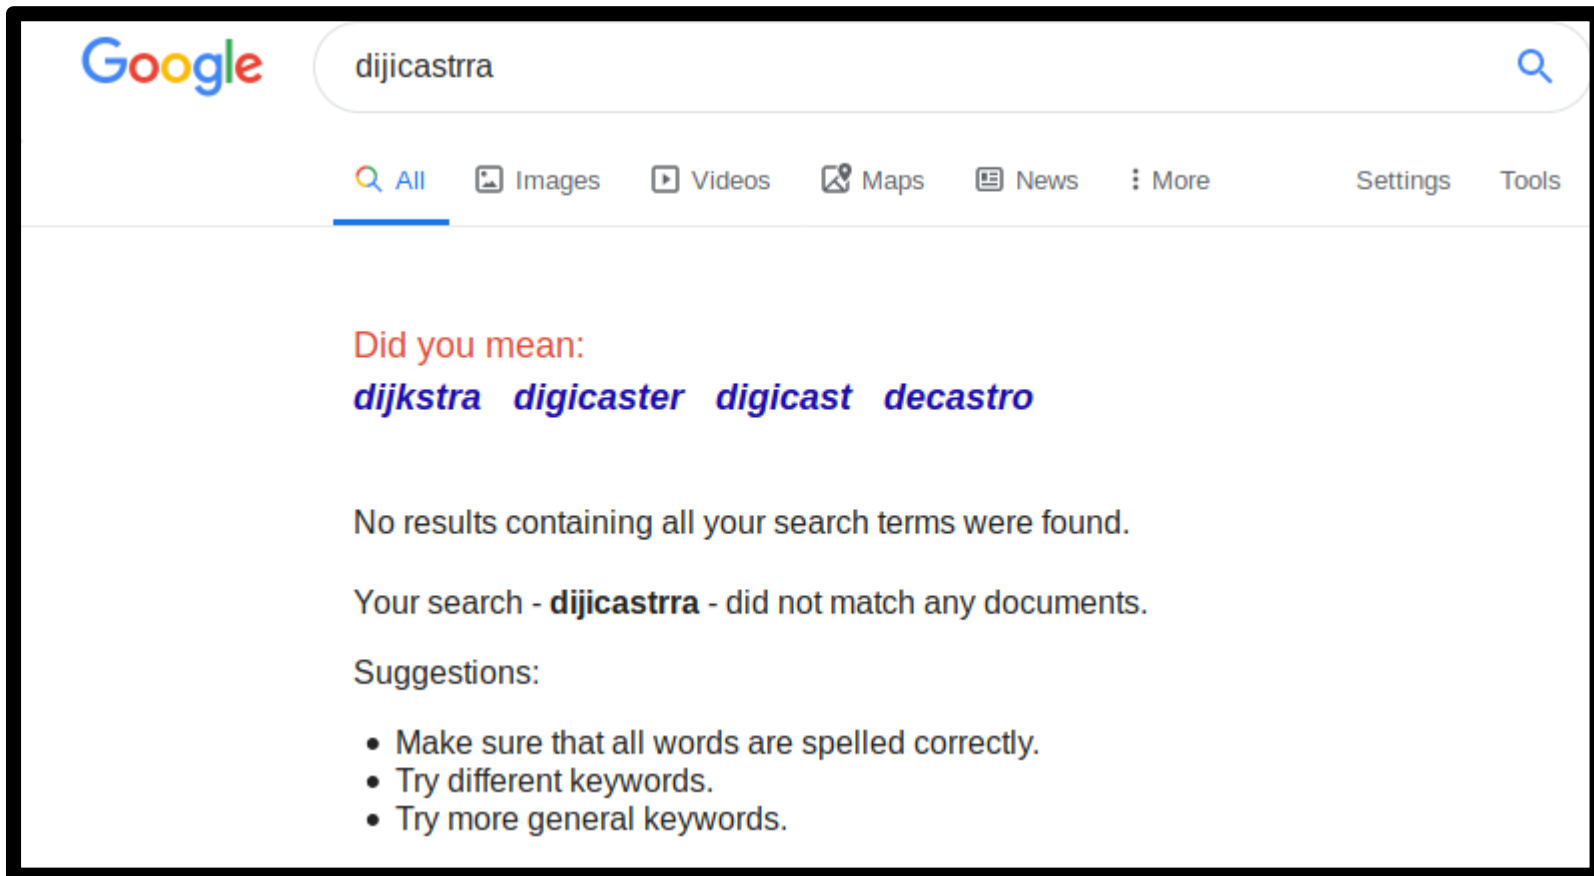 Google dijicastrra
All Images Videos Maps News More Settings Tools
Did you mean:
dijkstra digicaster digicast decastro
No results containing all your search terms were found.
Your search - dijicastrra - did not match any documents.
Suggestions:
• Make sure that all words are spelled correctly.
• Try different keywords.
• Try more general keywords.